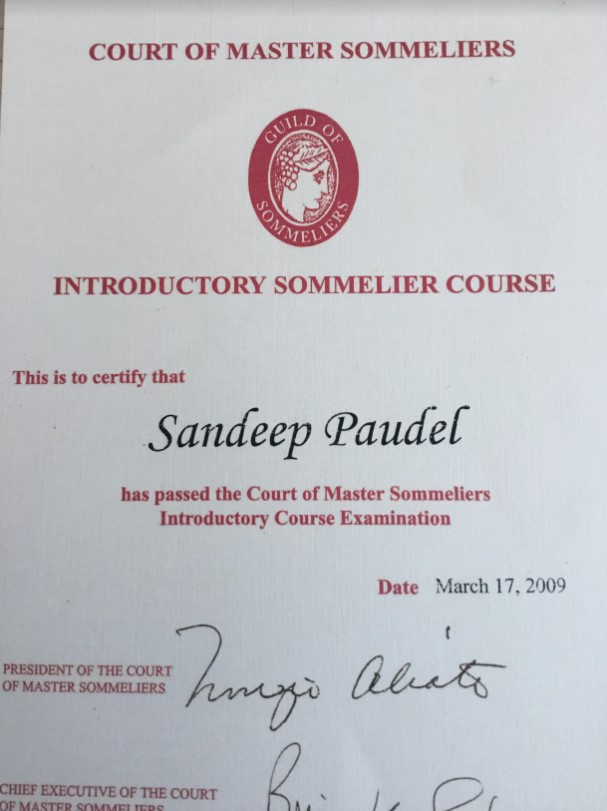 COURT OF MASTER SOMMELIERS
GUILD OF
SOMMELIERS
INTRODUCTORY SOMMELIER COURSE
This is to certify that
Sandeep Paudel
has passed the Court of Master Sommeliers
Introductory Course Examination
Date March 17, 2009
PRESIDENT OF THE COURT
OF MASTER SOMMELIERS
CHIEF EXECUTIVE OF THE COURT
OF MASTER SOMMELIERS